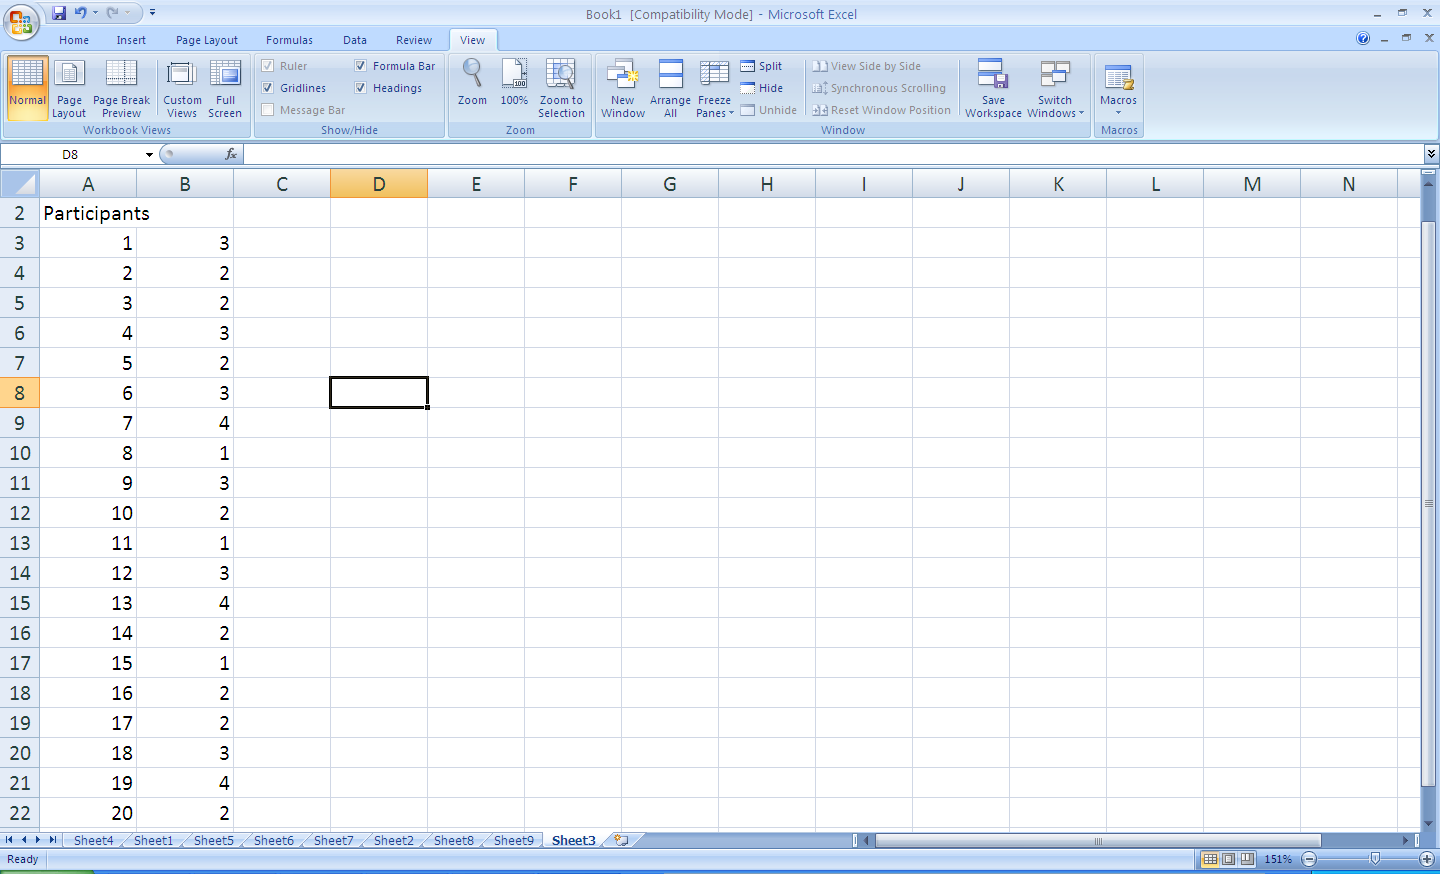 Book1 [Compatibility Mode] - Microsoft Excel
Home Insert Page Layout Formulas Data Review View
Normal Page Layout Page Break Preview Custom Views Full Screen
Workbook Views
Ruler Formula Bar
Gridlines Headings
Message Bar
Show/Hide
Zoom 100% Zoom to Selection
Zoom
New Window Arrange All Freeze Panes
Split
Hide
Unhide
View Side by Side
Synchronous Scrolling
Reset Window Position
Save Workspace Switch Windows
Window
Macros
Macros
D8 fx
A B C D E F G H I J K L M N
2 Participants
3 1 3
4 2 2
5 3 2
6 4 3
7 5 2
8 6 3
9 7 4
10 8 1
11 9 3
12 10 2
13 11 1
14 12 3
15 13 4
16 14 2
17 15 1
18 16 2
19 17 2
20 18 3
21 19 4
22 20 2
Sheet4 Sheet1 Sheet5 Sheet6 Sheet7 Sheet2 Sheet8 Sheet9 Sheet3
Ready 151%